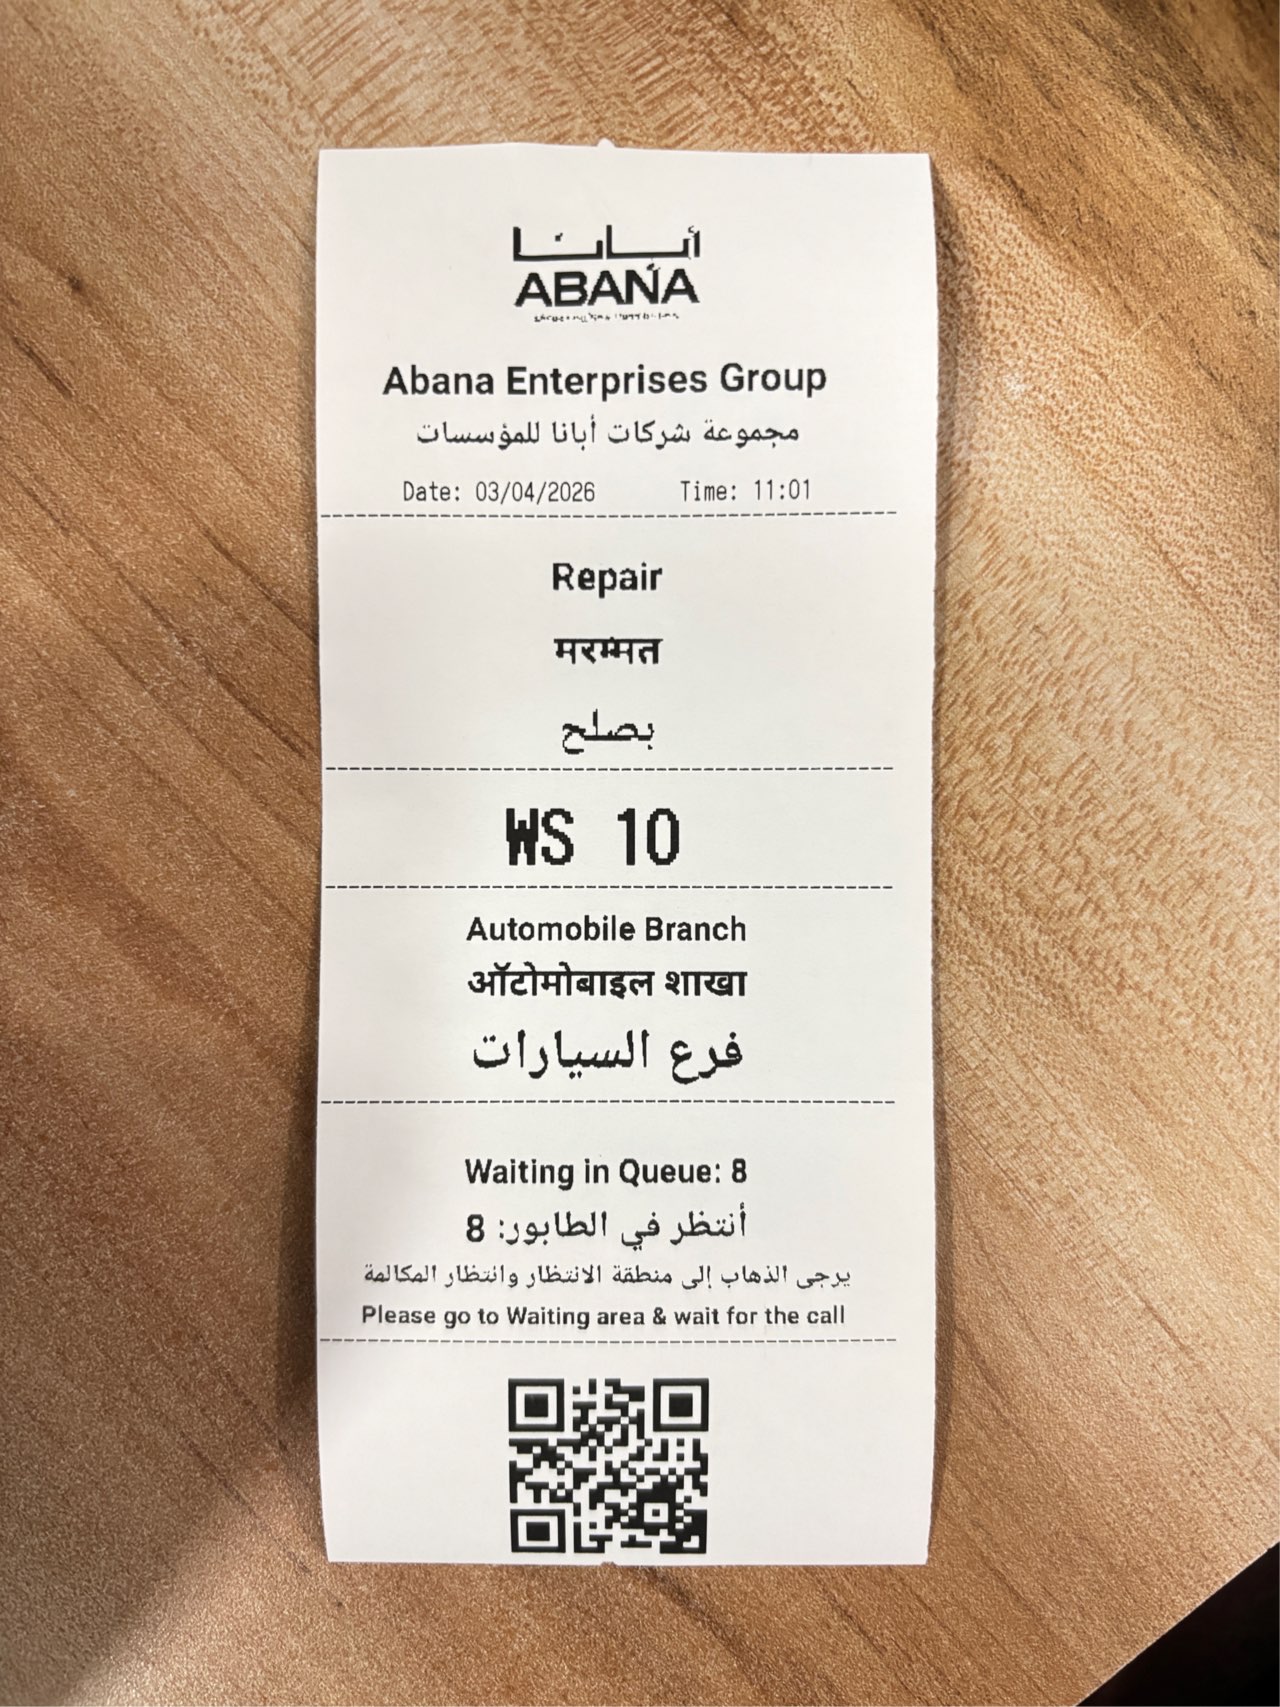 أبانا
ABANA
Abana Enterprises Group
مجموعة شركات أبانا للمؤسسات
Date: 03/04/2026 Time: 11:01
Repair
मरम्मत
بصلح
WS 10
Automobile Branch
ऑटोमोबाइल शाखा
فرع السيارات
Waiting in Queue: 8
أنتظر في الطابور: 8
يرجى الذهاب إلى منطقة الانتظار وانتظار المكالمة
Please go to Waiting area & wait for the call